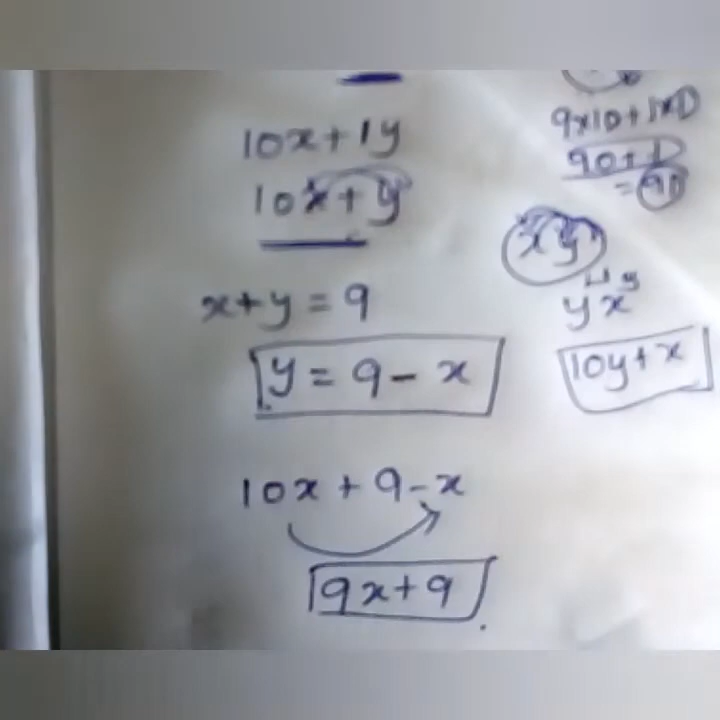 10x+1y
10x+y
x+y=9
y=9-x
10x+9-x
9x+9
9x10+1x1
90+1
=91
xy
yx
10y+x